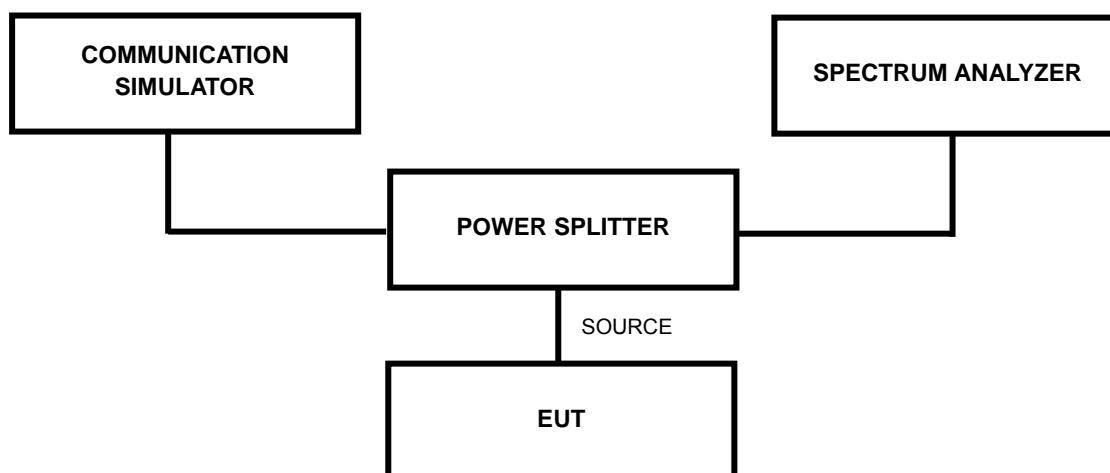 COMMUNICATION
SIMULATOR
SPECTRUM ANALYZER
POWER SPLITTER
SOURCE
EUT